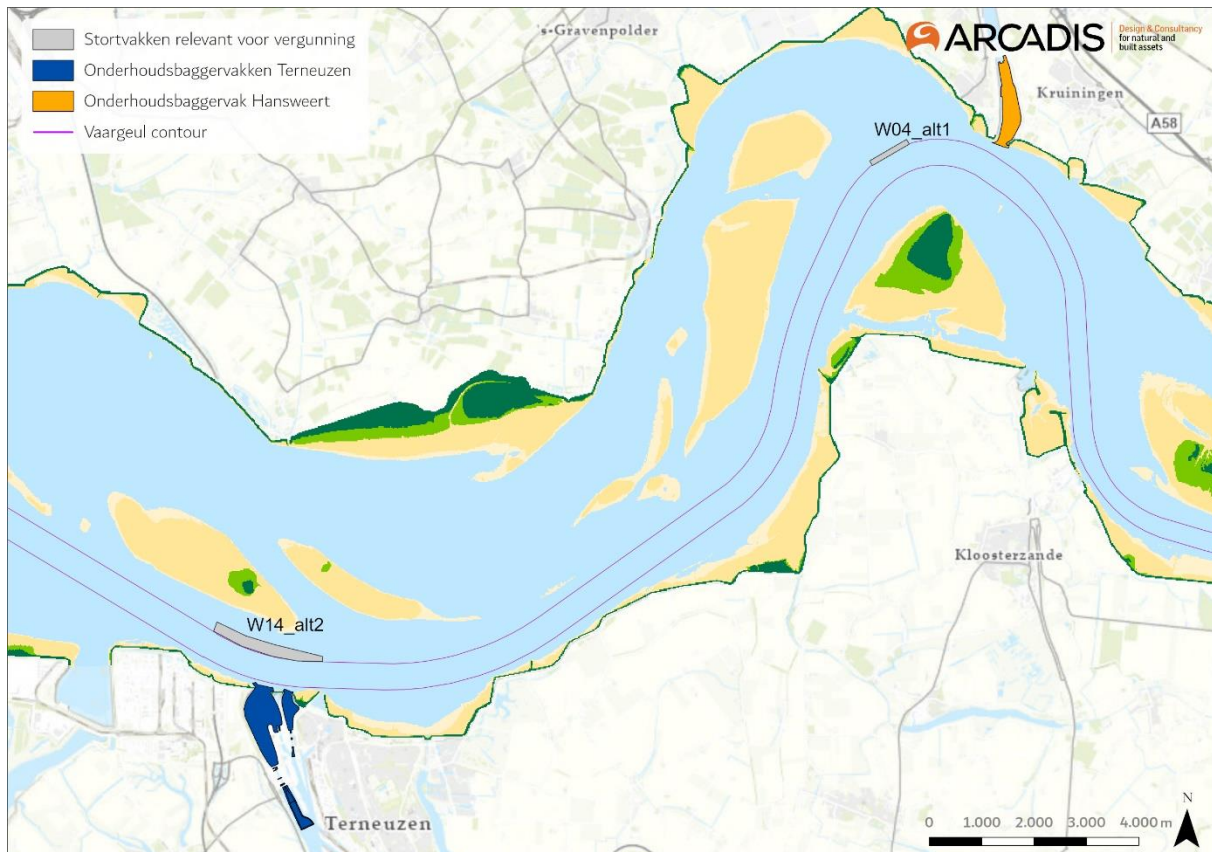 Stortvakken relevant voor vergunning
Onderhoudsbaggervakken Terneuzen
Onderhoudsbaggervak Hansweert
Vaargeul contour
's-Gravenpolder
ARCADIS
Design & Consultancy
for natural and
built assets
Kruiningen
A58
W04_alt1
Kloosterzande
W14_alt2
Terneuzen
N
0 1.000 2.000 3.000 4.000 m